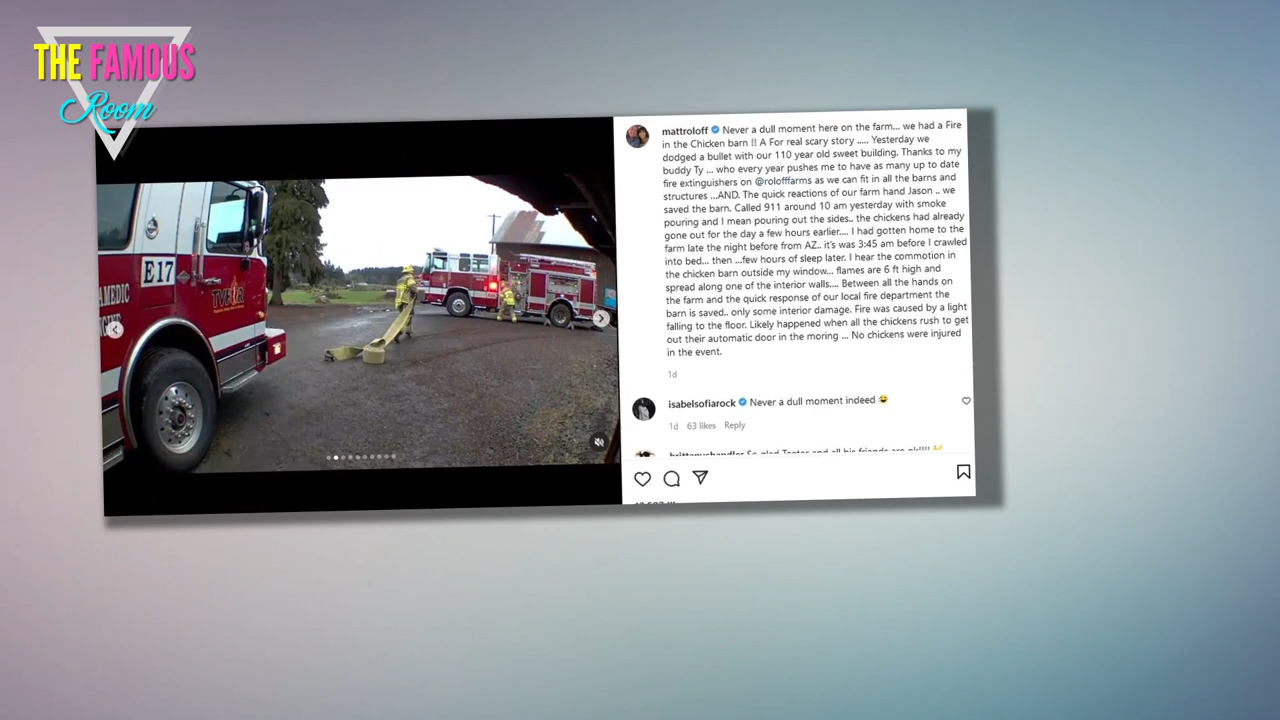 THE FAMOUS
Room
E17
TVF&R
mattroloff Never a dull moment here on the farm... we had a Fire
in the Chicken barn !! A For real scary story ..... Yesterday we
dodged a bullet with our 110 year old sweet building. Thanks to my
buddy Ty ... who every year pushes me to have as many up to date
fire extinguishers on @rolofffarms as we can fit in all the barns and
structures ...AND. The quick reactions of our farm hand Jason .. we
saved the barn. Called 911 around 10 am yesterday with smoke
pouring and I mean pouring out the sides.. the chickens had already
gone out for the day a few hours earlier.... I had gotten home to the
farm late the night before from AZ.. it's was 3:45 am before I crawled
into bed... then ...few hours of sleep later. I hear the commotion in
the chicken barn outside my window... flames are 6 ft high and
spread along one of the interior walls.... Between all the hands on
the farm and the quick response of our local fire department the
barn is saved.. only some interior damage. Fire was caused by a light
falling to the floor. Likely happened when all the chickens rush to get
out their automatic door in the moring ... No chickens were injured
in the event.
1d
isabelsofiarock Never a dull moment indeed 😂
1d 63 likes Reply
brittanychandler So glad Teeter and all his friends are ok!!!!